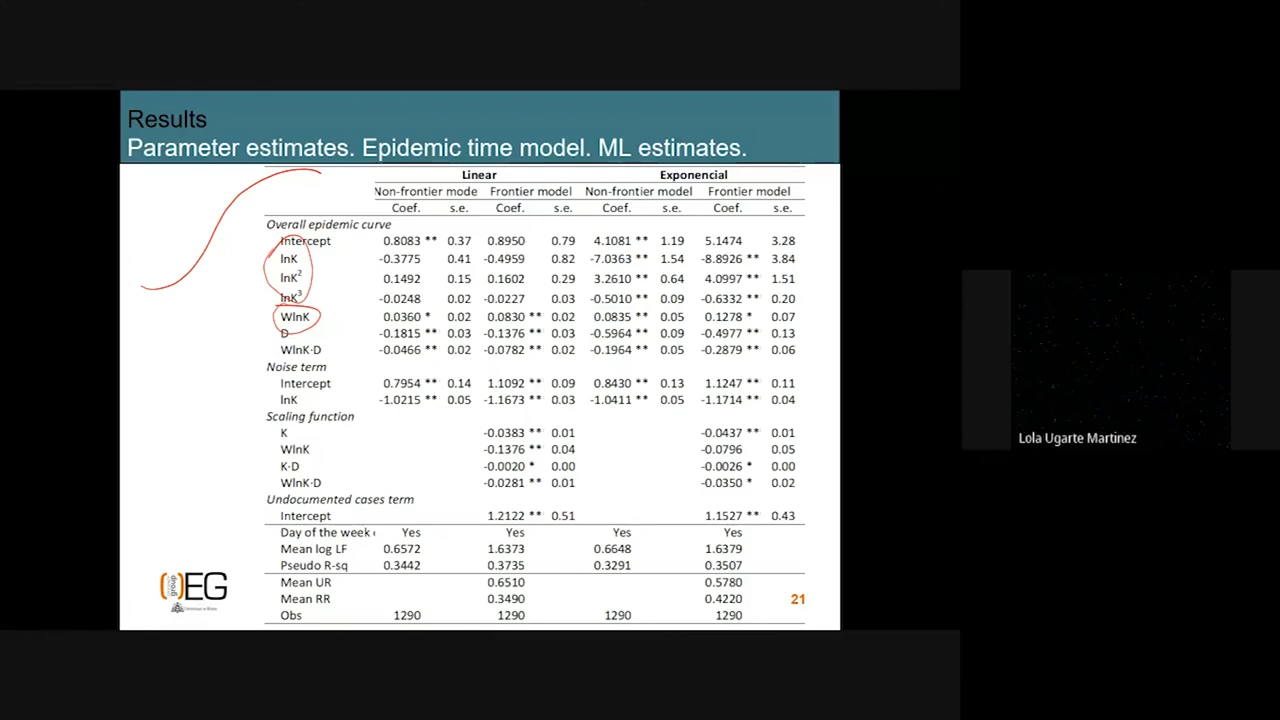 Results
Parameter estimates. Epidemic time model. ML estimates.
Linear Exponencial
Non-frontier mode Frontier model Non-frontier model Frontier model
Coef. s.e. Coef. s.e. Coef. s.e. Coef. s.e.
Overall epidemic curve
Intercept 0.8083 ** 0.37 0.8950 0.79 4.1081 ** 1.19 5.1474 3.28
lnK -0.3775 0.41 -0.4959 0.82 -7.0363 ** 1.54 -8.8926 ** 3.84
lnK² 0.1492 0.15 0.1602 0.29 3.2610 ** 0.64 4.0997 ** 1.51
lnK³ -0.0248 0.02 -0.0227 0.03 -0.5010 ** 0.09 -0.6332 ** 0.20
WlnK 0.0360 * 0.02 0.0830 ** 0.02 0.0835 ** 0.05 0.1278 * 0.07
D -0.1815 ** 0.03 -0.1376 ** 0.03 -0.5964 ** 0.09 -0.4977 ** 0.13
WlnK·D -0.0466 ** 0.02 -0.0782 ** 0.02 -0.1964 ** 0.05 -0.2879 ** 0.06
Noise term
Intercept 0.7954 ** 0.14 1.1092 ** 0.09 0.8430 ** 0.13 1.1247 ** 0.11
lnK -1.0215 ** 0.05 -1.1673 ** 0.03 -1.0411 ** 0.05 -1.1714 ** 0.04
Scaling function
K -0.0383 ** 0.01 -0.0437 ** 0.01
WlnK -0.1376 ** 0.04 -0.0796 0.05
K·D -0.0020 * 0.00 -0.0026 * 0.00
WlnK·D -0.0281 ** 0.01 -0.0350 * 0.02
Undocumented cases term
Intercept 1.2122 ** 0.51 1.1527 ** 0.43
Day of the week Yes Yes Yes Yes
Mean log LF 0.6572 1.6373 0.6648 1.6379
Pseudo R-sq 0.3442 0.3735 0.3291 0.3507
Mean UR 0.6510 0.5780
Mean RR 0.3490 0.4220
Obs 1290 1290 1290 1290
21
group
OEG
Lola Ugarte Martinez